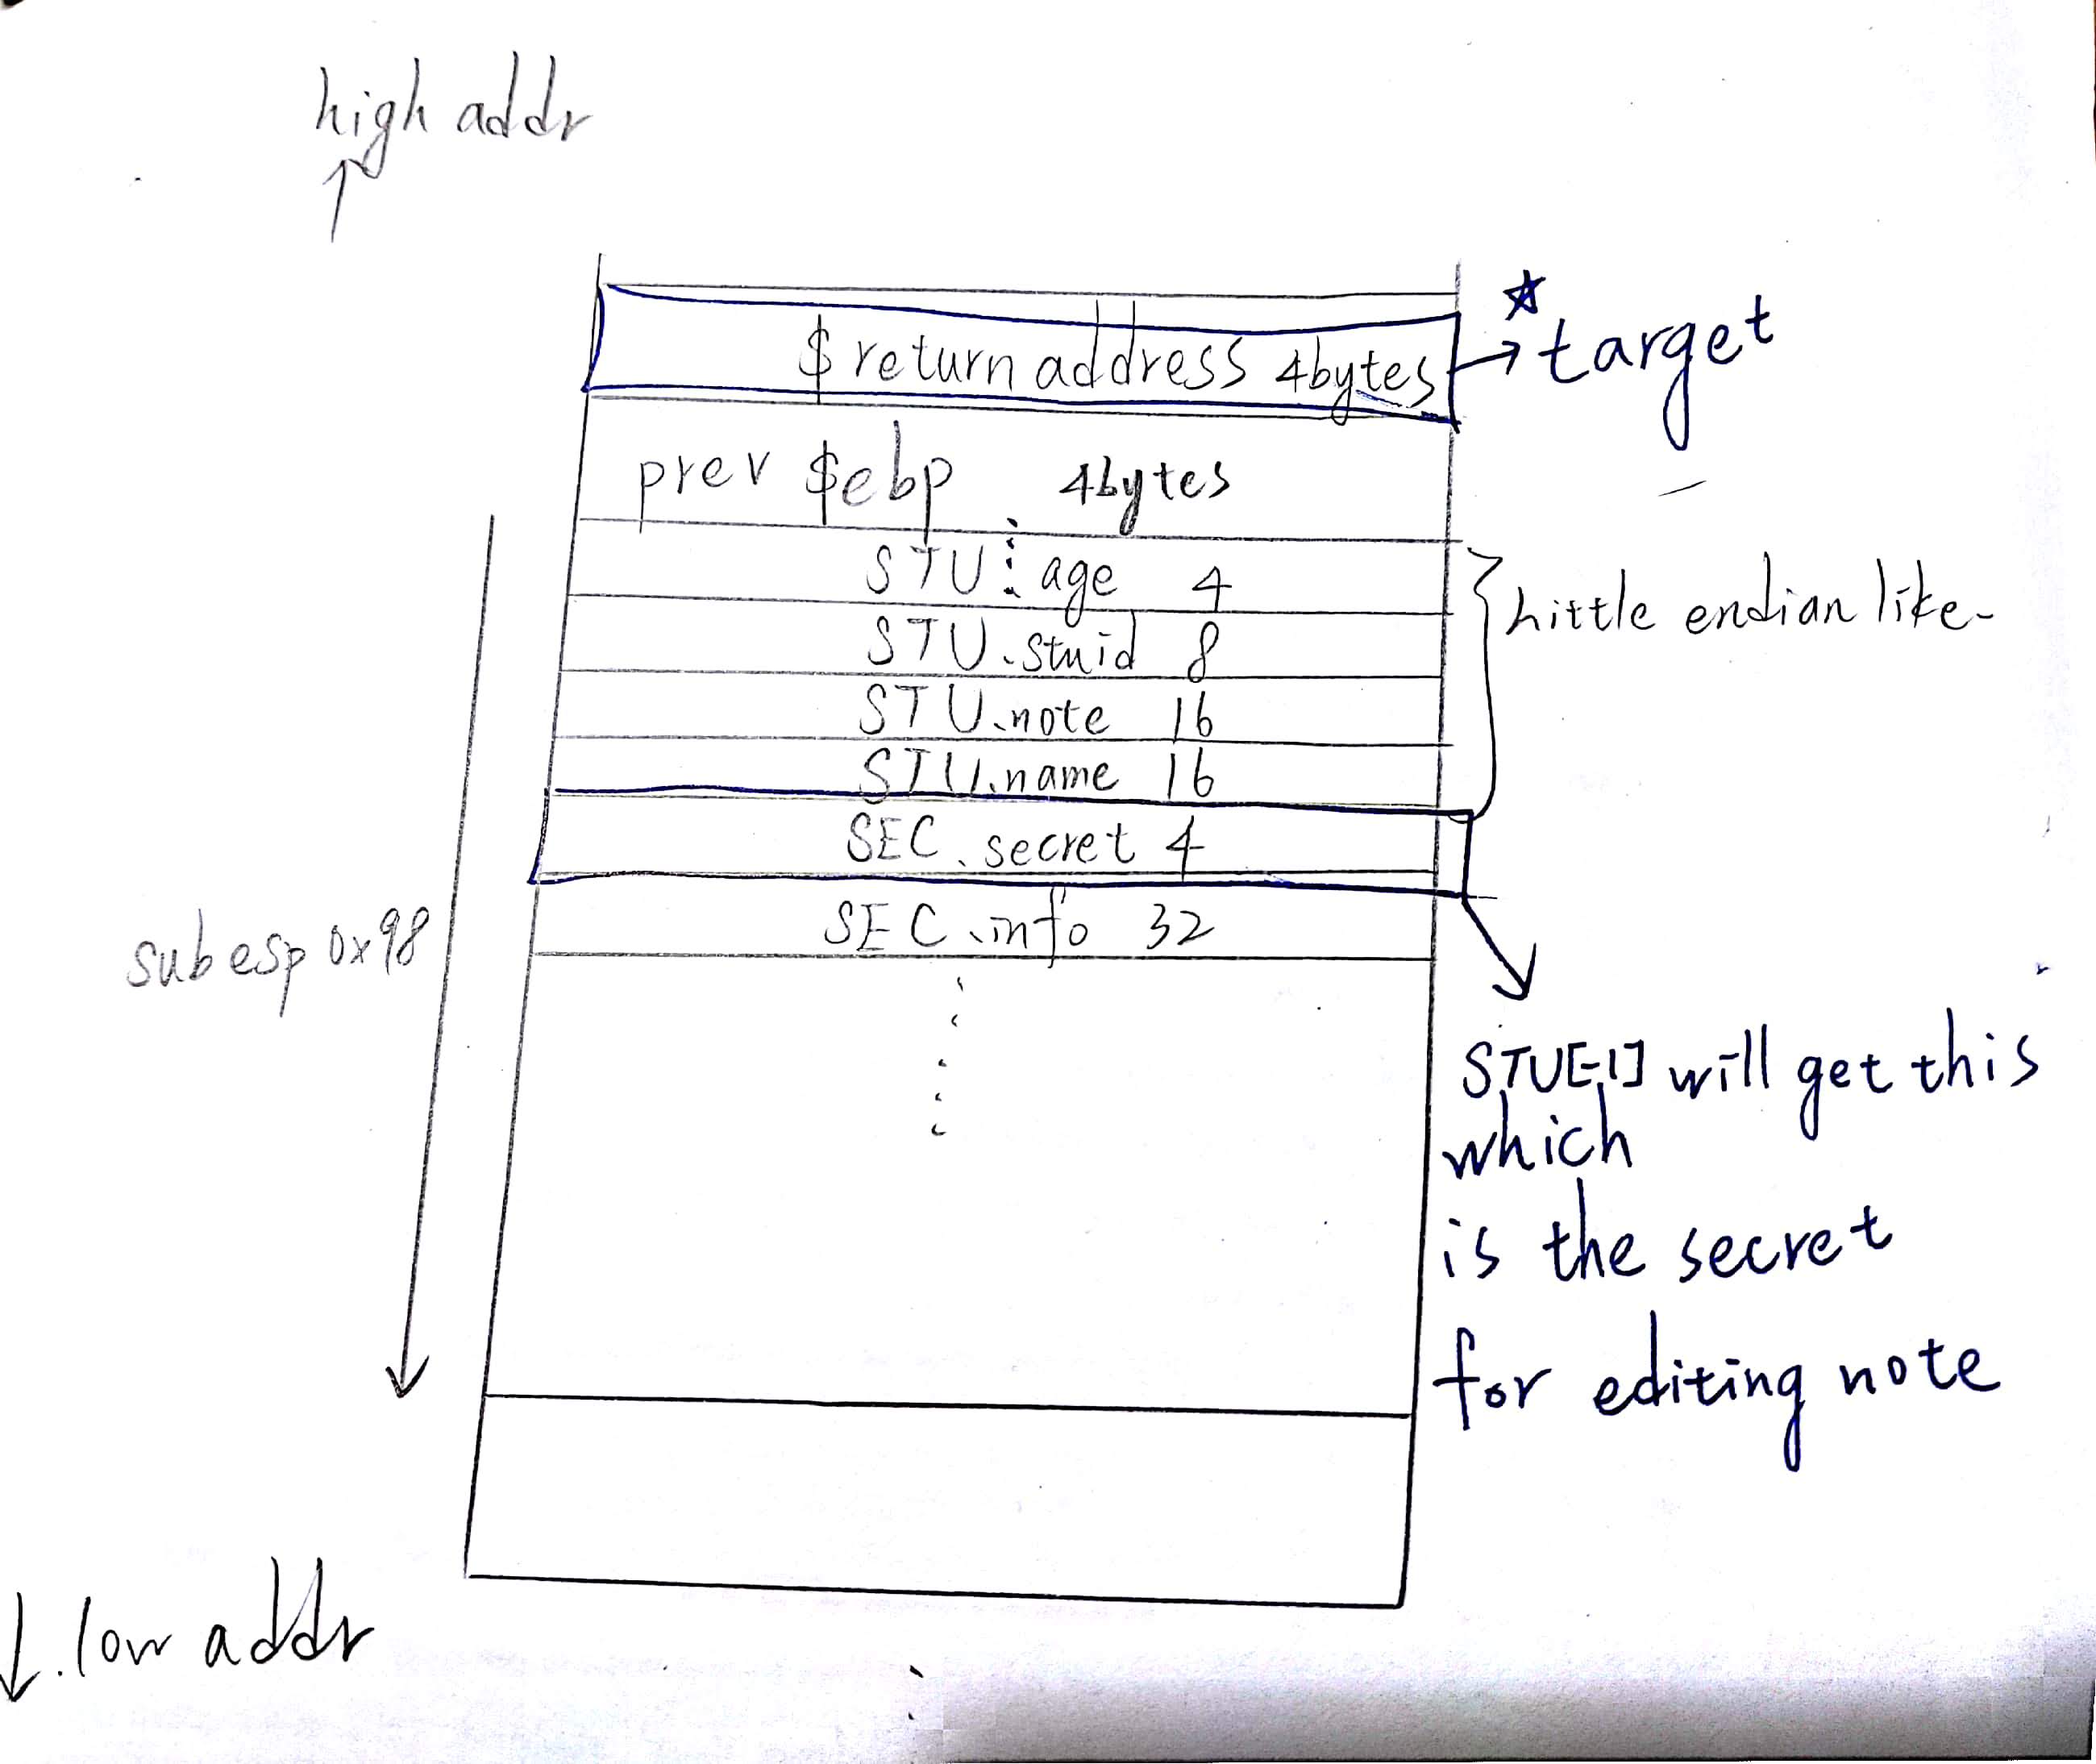 high addr
$ return address 4bytes
target
prev $ebp 4bytes
STU. age 4
STU.stuid 8
hittle endian like-
STU.note 16
STU.name 16
SEC.secret 4
SEC.info 32
sub esp 0x98
STU[-1] will get this
which
is the secret
for editing note
low addr